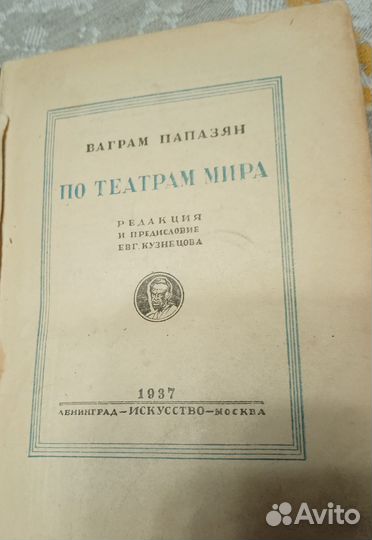 ВАГРАМ ПАПАЗЯН
ПО ТЕАТРАМ МИРА
РЕДАКЦИЯ
И ПРЕДИСЛОВИЕ
ЕВГ. КУЗНЕЦОВА
1937
ЛЕНИНГРАД—ИСКУССТВО—МОСКВА
Avito